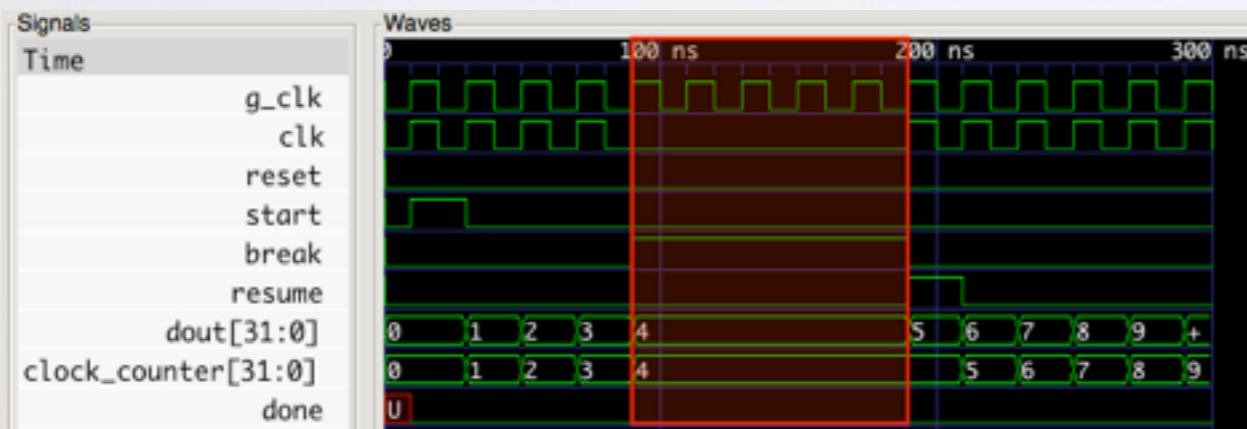 Signals
Waves
Time
0 100 ns 200 ns 300 ns
g_clk
clk
reset
start
break
resume
dout[31:0] 0 1 2 3 4 5 6 7 8 9 +
clock_counter[31:0] 0 1 2 3 4 5 6 7 8 9
done U